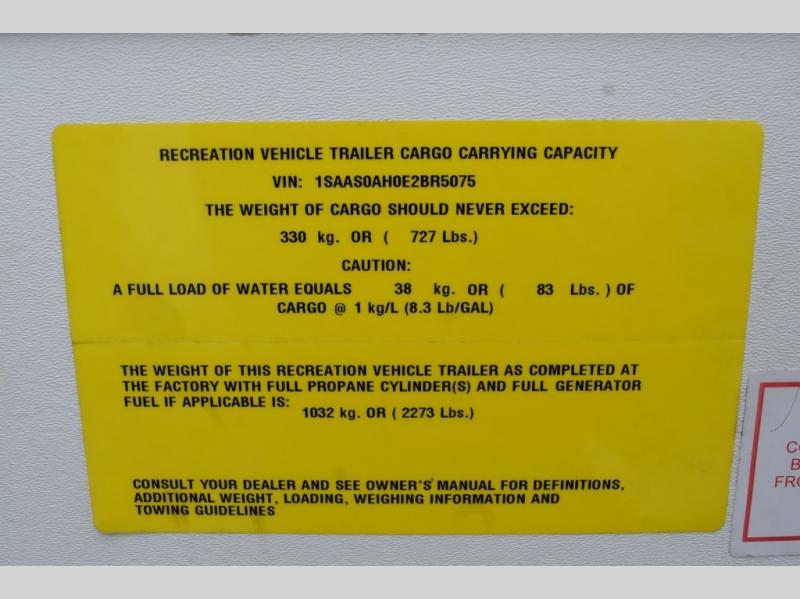 RECREATION VEHICLE TRAILER CARGO CARRYING CAPACITY
VIN: 1SAAS0AH0E2BR5075
THE WEIGHT OF CARGO SHOULD NEVER EXCEED:
330 kg. OR ( 727 Lbs.)
CAUTION:
A FULL LOAD OF WATER EQUALS 38 kg. OR ( 83 Lbs. ) OF
CARGO @ 1 kg/L (8.3 Lb/GAL)
THE WEIGHT OF THIS RECREATION VEHICLE TRAILER AS COMPLETED AT
THE FACTORY WITH FULL PROPANE CYLINDER(S) AND FULL GENERATOR
FUEL IF APPLICABLE IS:
1032 kg. OR ( 2273 Lbs.)
CONSULT YOUR DEALER AND SEE OWNER'S MANUAL FOR DEFINITIONS,
ADDITIONAL WEIGHT, LOADING, WEIGHING INFORMATION AND
TOWING GUIDELINES